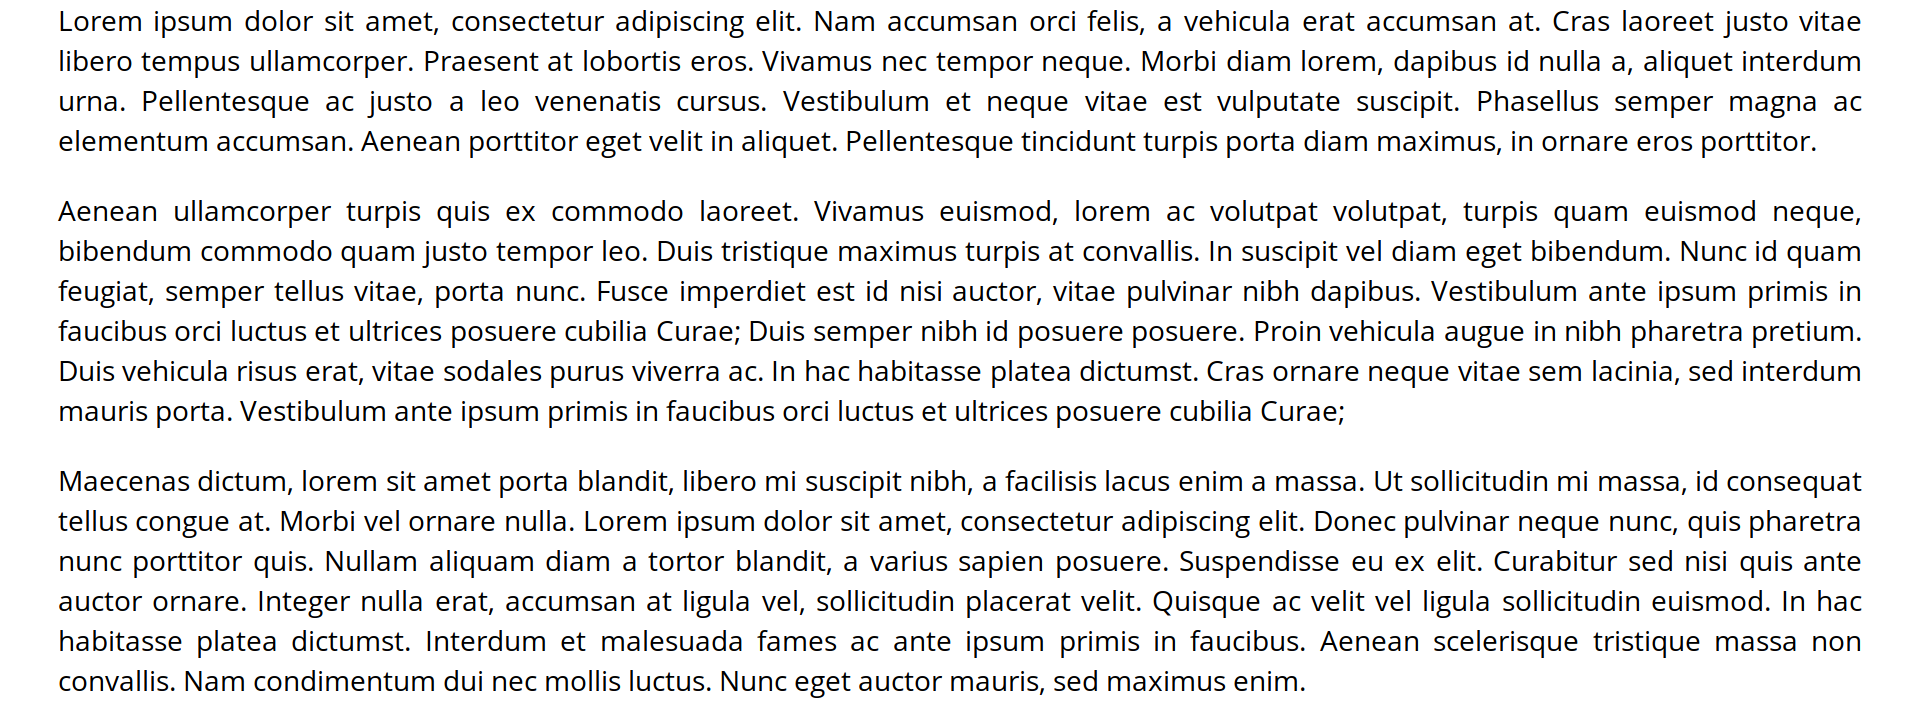 Lorem ipsum dolor sit amet, consectetur adipiscing elit. Nam accumsan orci felis, a vehicula erat accumsan at. Cras laoreet justo vitae
libero tempus ullamcorper. Praesent at lobortis eros. Vivamus nec tempor neque. Morbi diam lorem, dapibus id nulla a, aliquet interdum
urna. Pellentesque ac justo a leo venenatis cursus. Vestibulum et neque vitae est vulputate suscipit. Phasellus semper magna ac
elementum accumsan. Aenean porttitor eget velit in aliquet. Pellentesque tincidunt turpis porta diam maximus, in ornare eros porttitor.
Aenean ullamcorper turpis quis ex commodo laoreet. Vivamus euismod, lorem ac volutpat volutpat, turpis quam euismod neque,
bibendum commodo quam justo tempor leo. Duis tristique maximus turpis at convallis. In suscipit vel diam eget bibendum. Nunc id quam
feugiat, semper tellus vitae, porta nunc. Fusce imperdiet est id nisi auctor, vitae pulvinar nibh dapibus. Vestibulum ante ipsum primis in
faucibus orci luctus et ultrices posuere cubilia Curae; Duis semper nibh id posuere posuere. Proin vehicula augue in nibh pharetra pretium.
Duis vehicula risus erat, vitae sodales purus viverra ac. In hac habitasse platea dictumst. Cras ornare neque vitae sem lacinia, sed interdum
mauris porta. Vestibulum ante ipsum primis in faucibus orci luctus et ultrices posuere cubilia Curae;
Maecenas dictum, lorem sit amet porta blandit, libero mi suscipit nibh, a facilisis lacus enim a massa. Ut sollicitudin mi massa, id consequat
tellus congue at. Morbi vel ornare nulla. Lorem ipsum dolor sit amet, consectetur adipiscing elit. Donec pulvinar neque nunc, quis pharetra
nunc porttitor quis. Nullam aliquam diam a tortor blandit, a varius sapien posuere. Suspendisse eu ex elit. Curabitur sed nisi quis ante
auctor ornare. Integer nulla erat, accumsan at ligula vel, sollicitudin placerat velit. Quisque ac velit vel ligula sollicitudin euismod. In hac
habitasse platea dictumst. Interdum et malesuada fames ac ante ipsum primis in faucibus. Aenean scelerisque tristique massa non
convallis. Nam condimentum dui nec mollis luctus. Nunc eget auctor mauris, sed maximus enim.